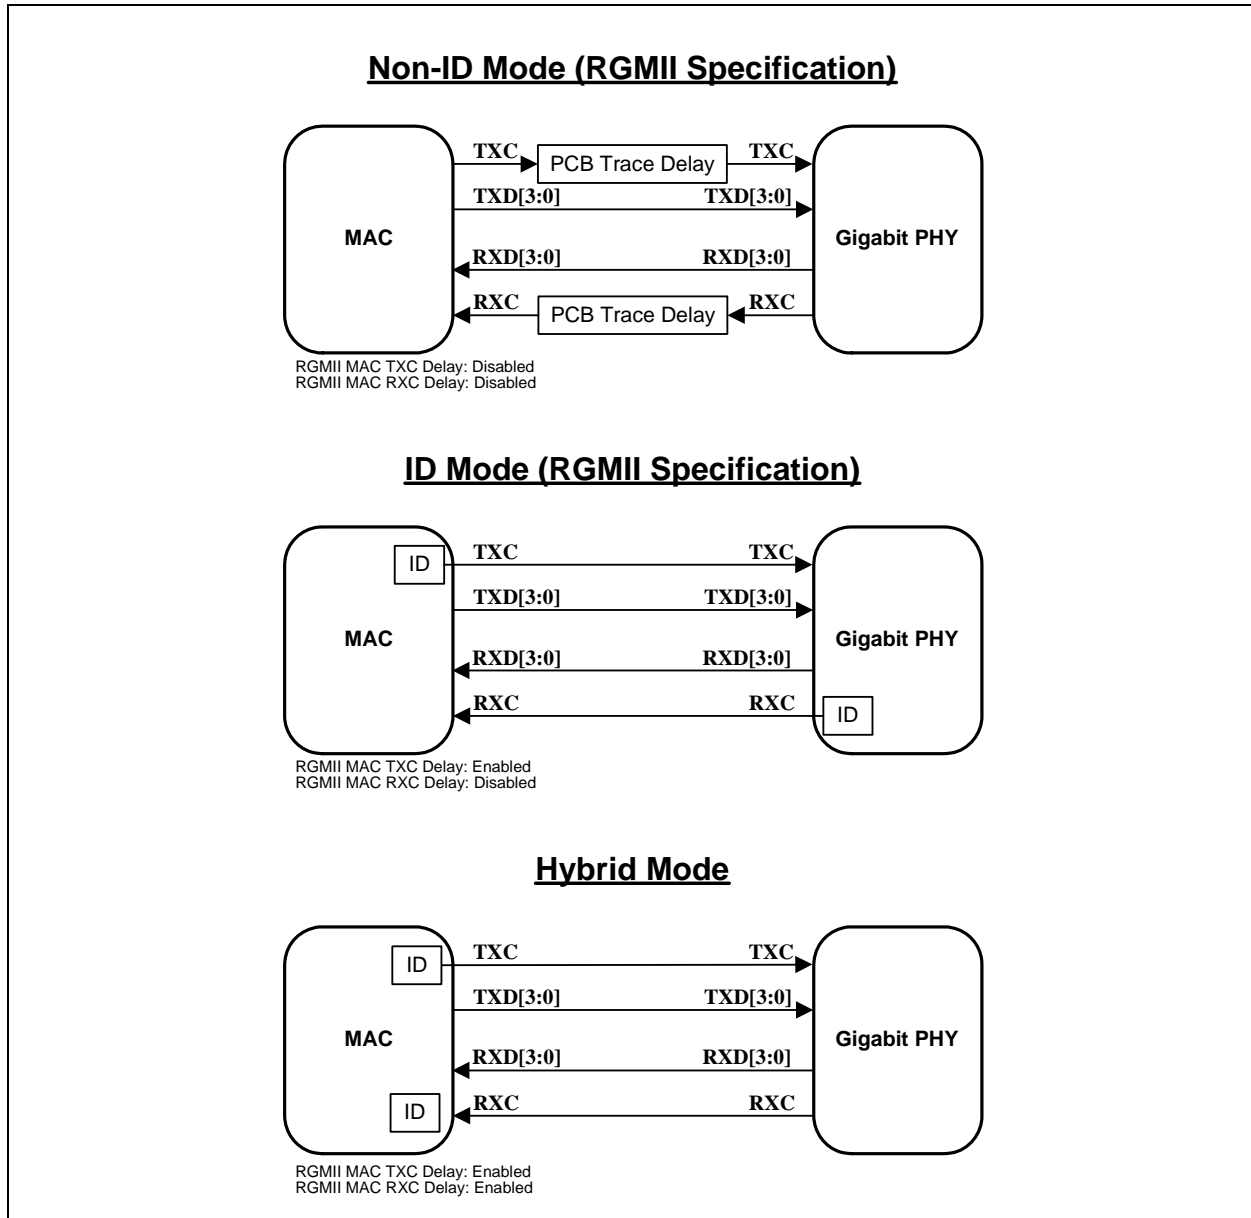 Non-ID Mode (RGMII Specification)
TXC PCB Trace Delay TXC
TXD[3:0] TXD[3:0]
MAC Gigabit PHY
RXD[3:0] RXD[3:0]
RXC PCB Trace Delay RXC
RGMII MAC TXC Delay: Disabled
RGMII MAC RXC Delay: Disabled
ID Mode (RGMII Specification)
ID TXC TXC
TXD[3:0] TXD[3:0]
MAC Gigabit PHY
RXD[3:0] RXD[3:0]
RXC RXC ID
RGMII MAC TXC Delay: Enabled
RGMII MAC RXC Delay: Disabled
Hybrid Mode
ID TXC TXC
TXD[3:0] TXD[3:0]
MAC Gigabit PHY
RXD[3:0] RXD[3:0]
ID RXC RXC
RGMII MAC TXC Delay: Enabled
RGMII MAC RXC Delay: Enabled